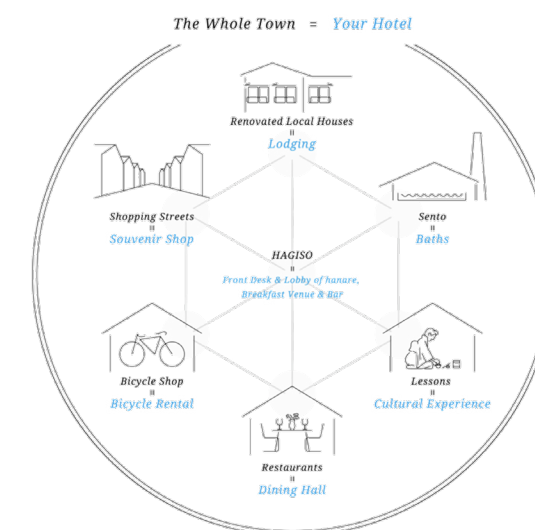 The Whole Town = Your Hotel
Renovated Local Houses
=
Lodging
Shopping Streets
=
Souvenir Shop
Sento
=
Baths
HAGISO
=
Front Desk & Lobby of hanare,
Breakfast Venue & Bar
Bicycle Shop
=
Bicycle Rental
Lessons
=
Cultural Experience
Restaurants
=
Dining Hall